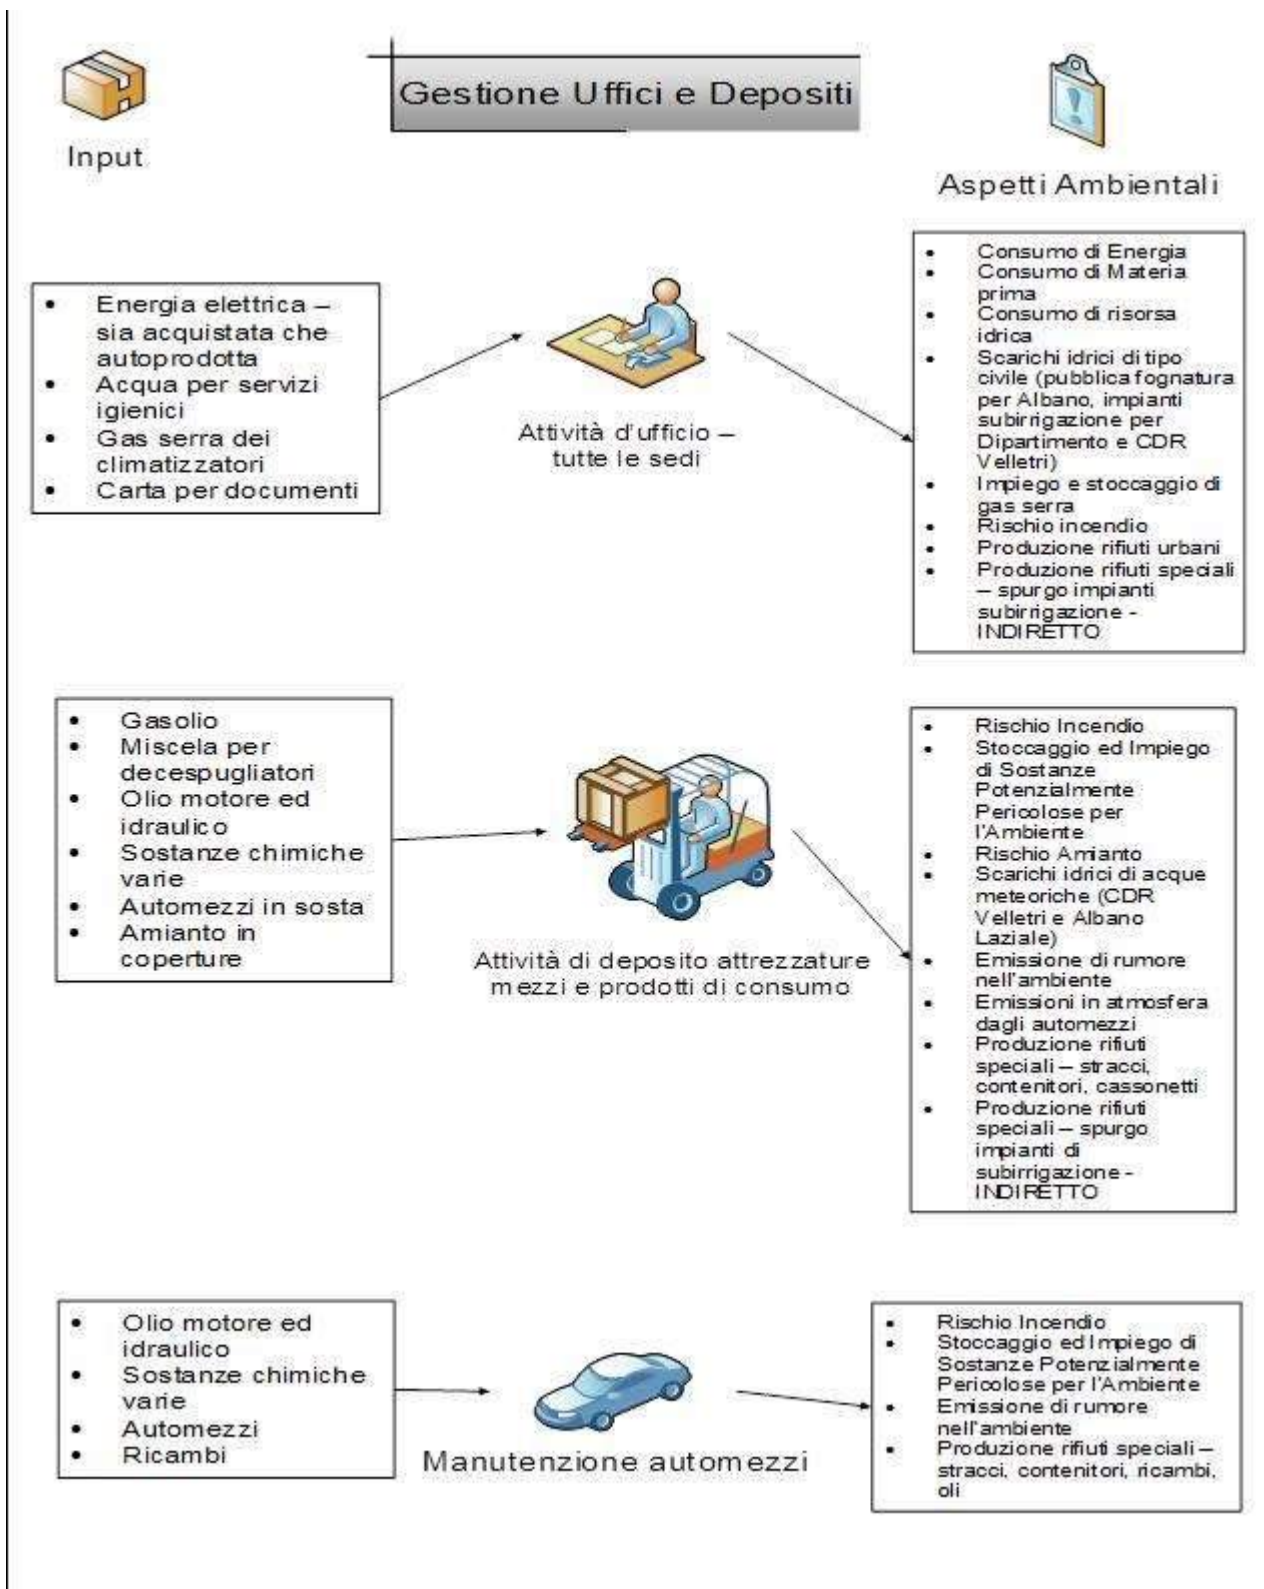 Gestione Uffici e Depositi
Input
Aspetti Ambientali
• Energia elettrica –
sia acquistata che
autoprodotta
• Acqua per servizi
igienici
• Gas serra dei
climatizzatori
• Carta per documenti
Attività d'ufficio –
tutte le sedi
• Consumo di Energia
• Consumo di Materia
prima
• Consumo di risorsa
idrica
• Scarichi idrici di tipo
civile (pubblica fognatura
per Albano, impianti
subirrigazione per
Dipartimento e CDR
Velletri)
• Impiego e stoccaggio di
gas serra
• Rischio incendio
• Produzione rifiuti urbani
• Produzione rifiuti speciali
– spurgo impianti
subirrigazione -
INDIRETTO
• Gasolio
• Miscela per
decespugliatori
• Olio motore ed
idraulico
• Sostanze chimiche
varie
• Automezzi in sosta
• Amianto in
coperture
Attività di deposito attrezzature
mezzi e prodotti di consumo
• Rischio Incendio
• Stoccaggio ed Impiego
di Sostanze
Potenzialmente
Pericolose per
l'Ambiente
• Rischio Amianto
• Scarichi idrici di acque
meteoriche (CDR
Velletri e Albano
Laziale)
• Emissione di rumore
nell'ambiente
• Emissioni in atmosfera
dagli automezzi
• Produzione rifiuti
speciali – stracci,
contenitori, cassonetti
• Produzione rifiuti
speciali – spurgo
impianti di
subirrigazione -
INDIRETTO
• Olio motore ed
idraulico
• Sostanze chimiche
varie
• Automezzi
• Ricambi
Manutenzione automezzi
• Rischio Incendio
• Stoccaggio ed Impiego di
Sostanze Potenzialmente
Pericolose per l'Ambiente
• Emissione di rumore
nell'ambiente
• Produzione rifiuti speciali –
stracci, contenitori, ricambi,
oli